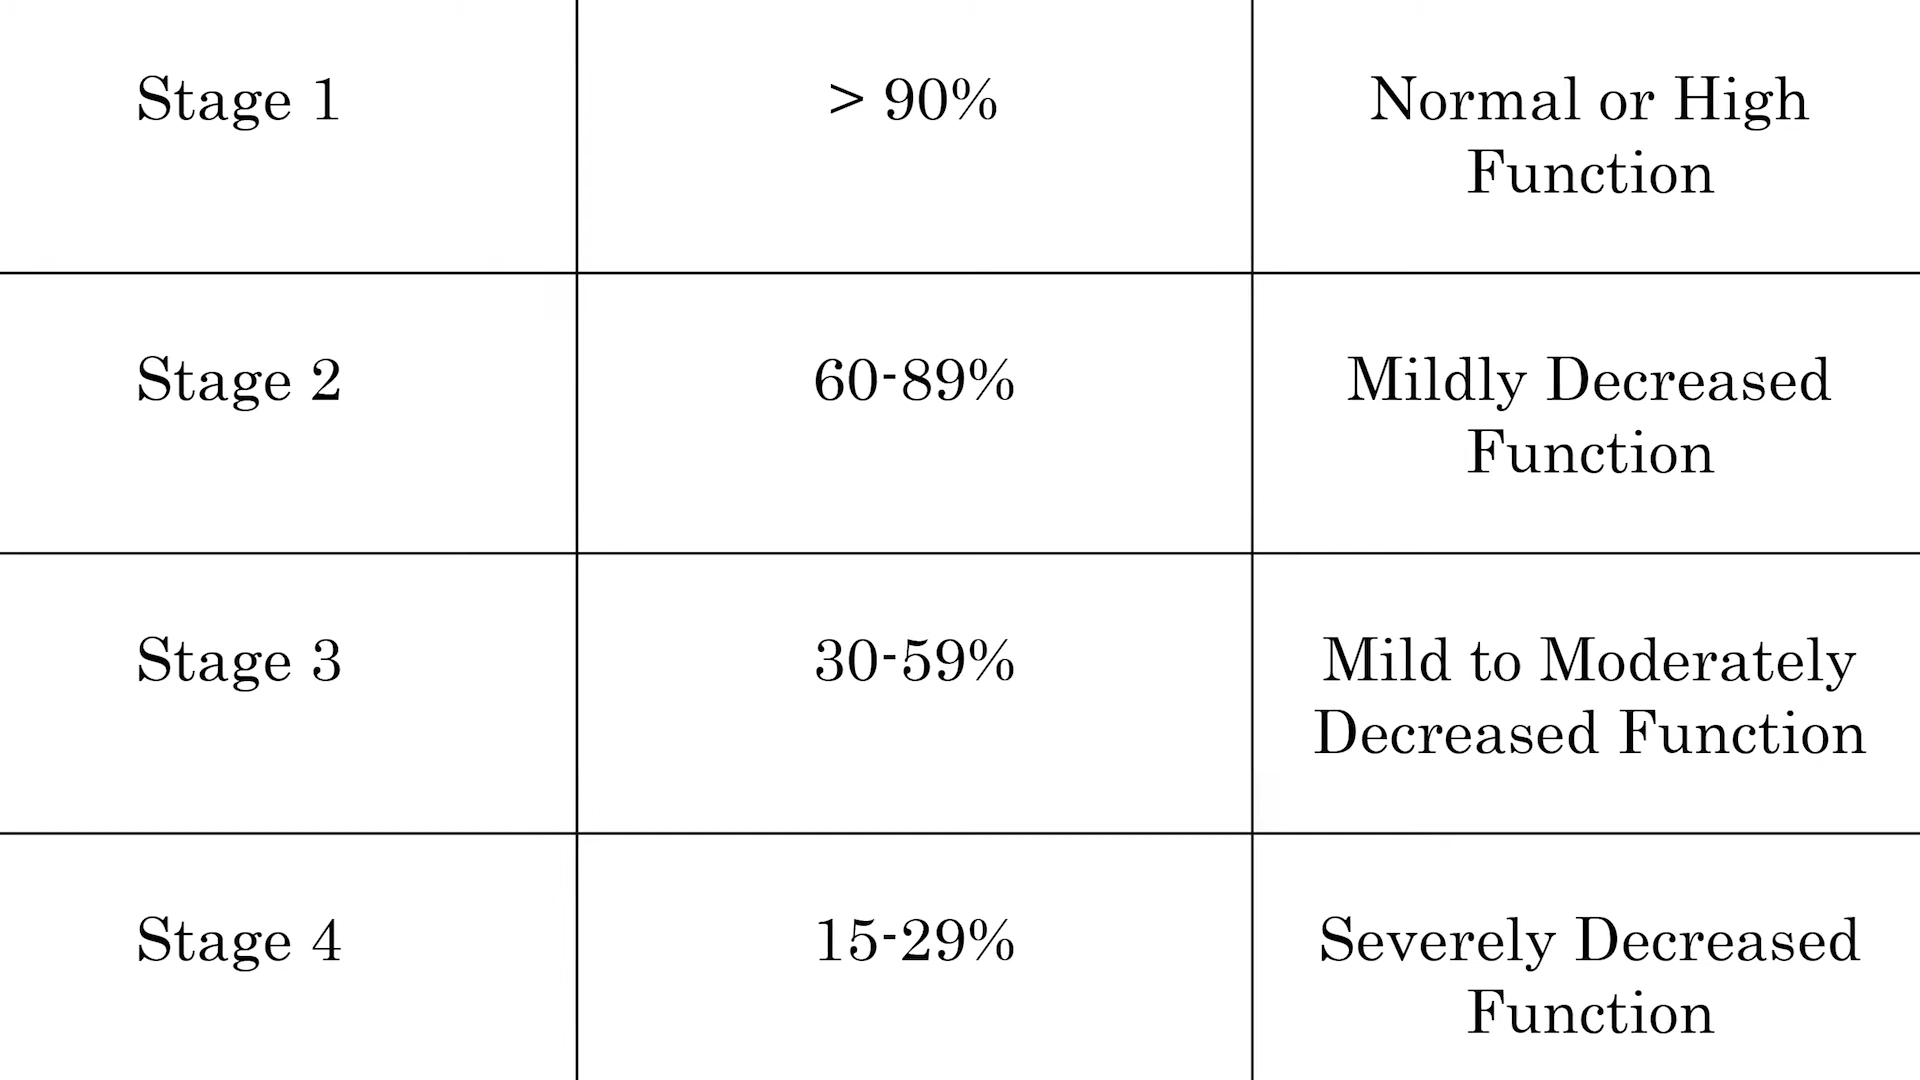 Stage 1
> 90%
Normal or High
Function
Stage 2
60-89%
Mildly Decreased
Function
Stage 3
30-59%
Mild to Moderately
Decreased Function
Stage 4
15-29%
Severely Decreased
Function